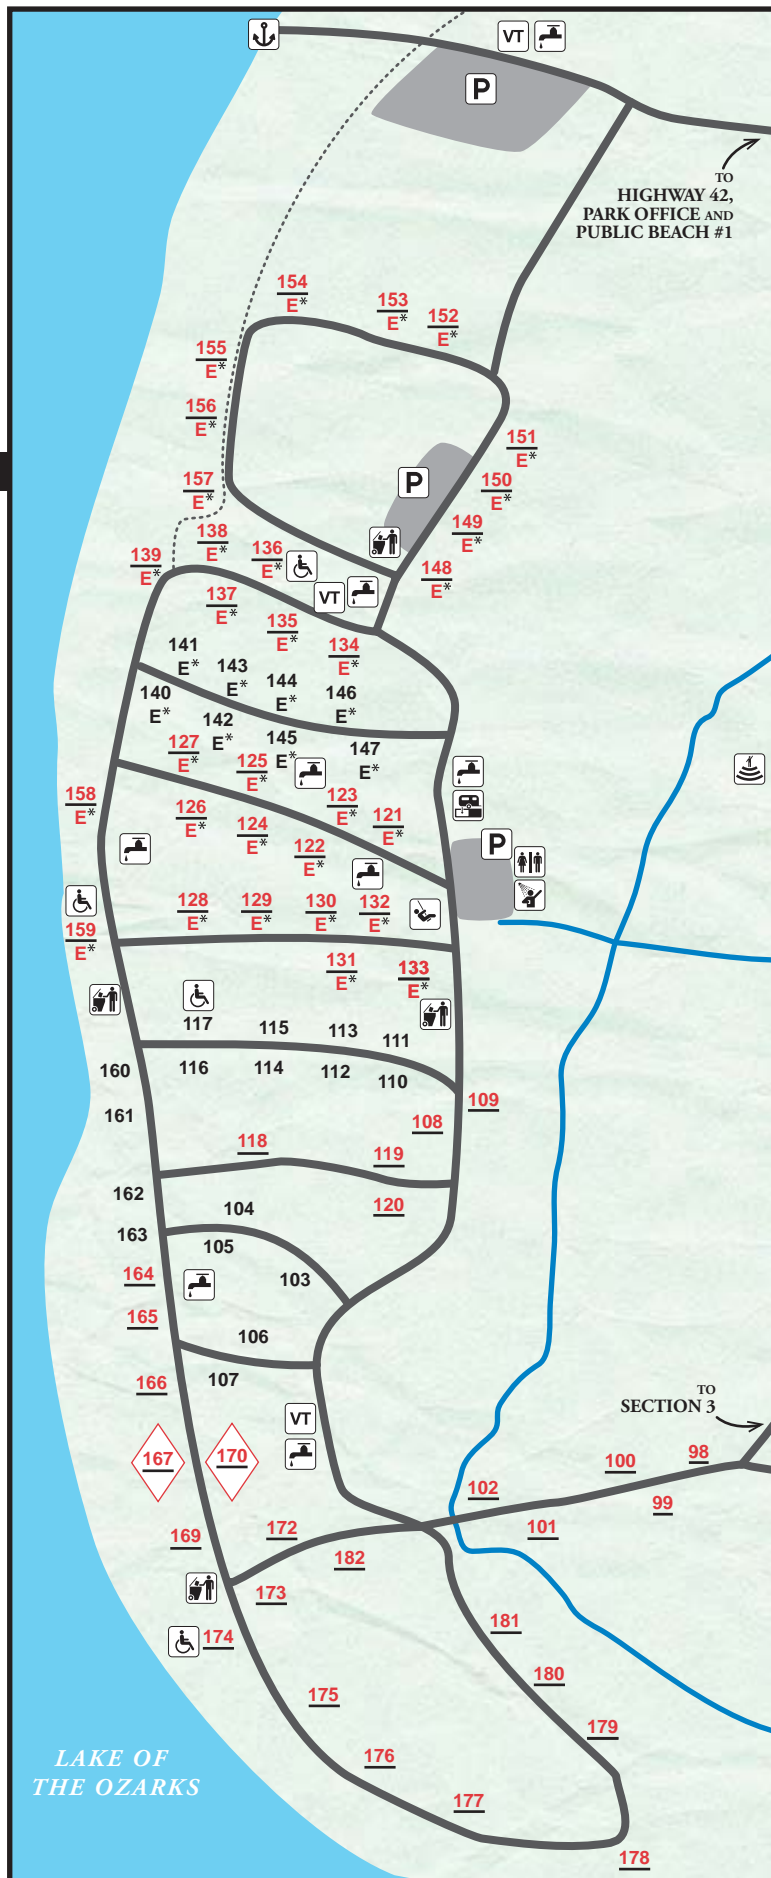 VT
P
TO
HIGHWAY 42,
PARK OFFICE AND
PUBLIC BEACH #1
154
E*
153
E*
152
E*
155
E*
156
E*
151
E*
157
E*
P
150
E*
149
E*
138
E*
136
E*
139
E*
148
E*
VT
137
E*
135
E*
134
E*
141
E*
143
E*
144
E*
146
E*
140
E*
142
E*
145
E*
147
E*
127
E*
125
E*
158
E*
126
E*
123
E*
124
E*
121
E*
122
E*
P
128
E*
129
E*
130
E*
132
E*
159
E*
131
E*
133
E*
117
115
113
111
160
116
114
112
110
161
109
108
118
119
162
104
120
163
105
164
103
165
106
166
107
TO
SECTION 3
VT
167
170
98
100
102
99
101
169
172
182
173
174
181
180
175
179
176
177
178
LAKE OF
THE OZARKS